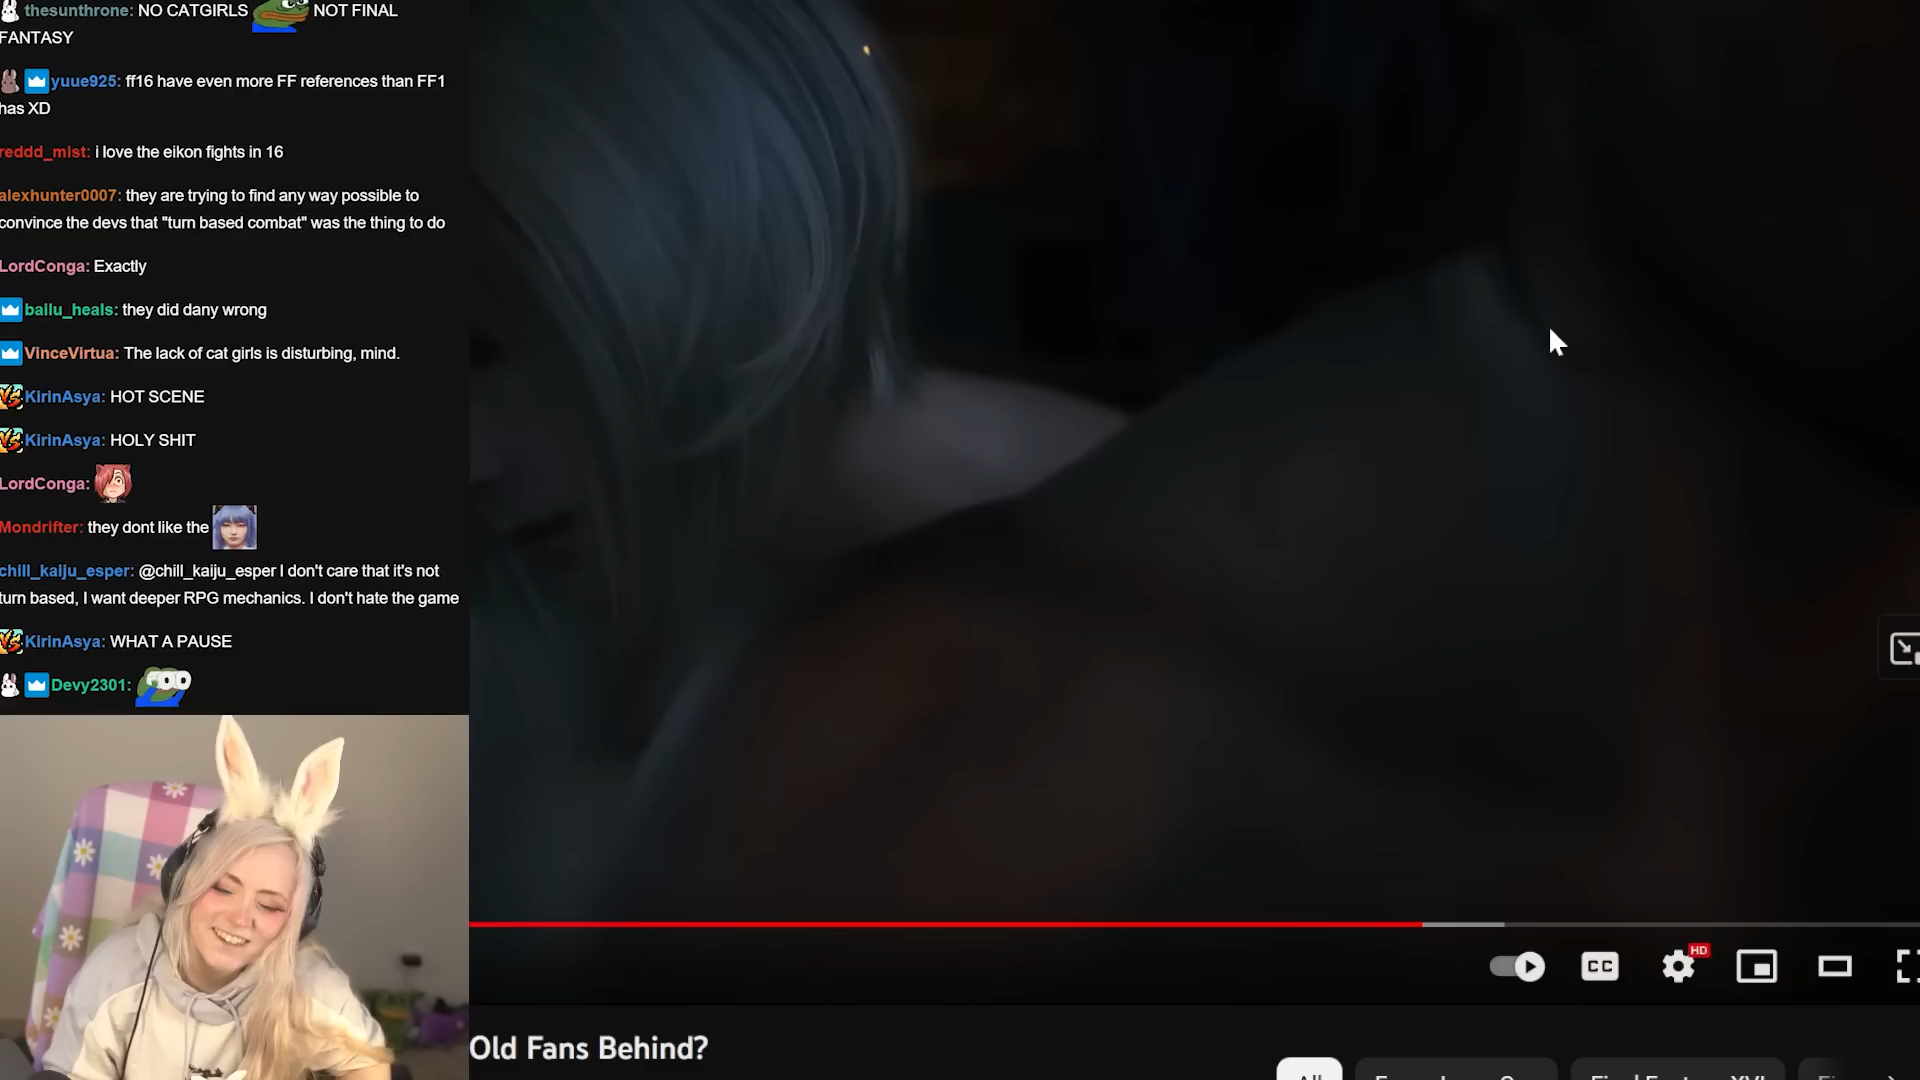 thesunthrone: NO CATGIRLS NOT FINAL
FANTASY
yuue925: ff16 have even more FF references than FF1
has XD
reddd_mist: i love the eikon fights in 16
alexhunter0007: they are trying to find any way possible to
convince the devs that "turn based combat" was the thing to do
LordConga: Exactly
bailu_heals: they did dany wrong
VinceVirtua: The lack of cat girls is disturbing, mind.
KirinAsya: HOT SCENE
KirinAsya: HOLY SHIT
LordConga:
Mondrifter: they dont like the
chill_kaiju_esper: @chill_kaiju_esper I don't care that it's not
turn based, I want deeper RPG mechanics. I don't hate the game
KirinAsya: WHAT A PAUSE
Devy2301:
HD
CC
Old Fans Behind?
All